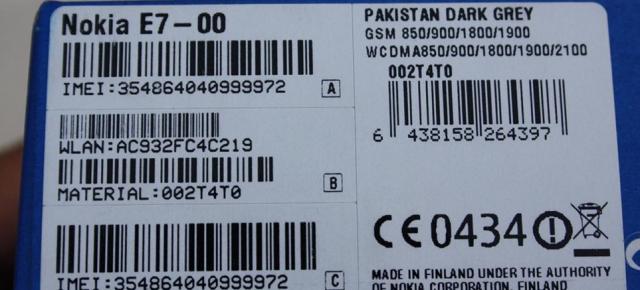 Nokia E7-00
IMEI:354864040999972
A
WLAN:AC932FC4C219
MATERIAL:002T4T0
B
IMEI:354864040999972
C
PAKISTAN DARK GREY
GSM 850/900/1800/1900
WCDMA850/900/1800/1900/2100
002T4T0
6 438158 264397
CE0434
MADE IN FINLAND UNDER THE AUTHORITY
OF NOKIA CORPORATION, FINLAND